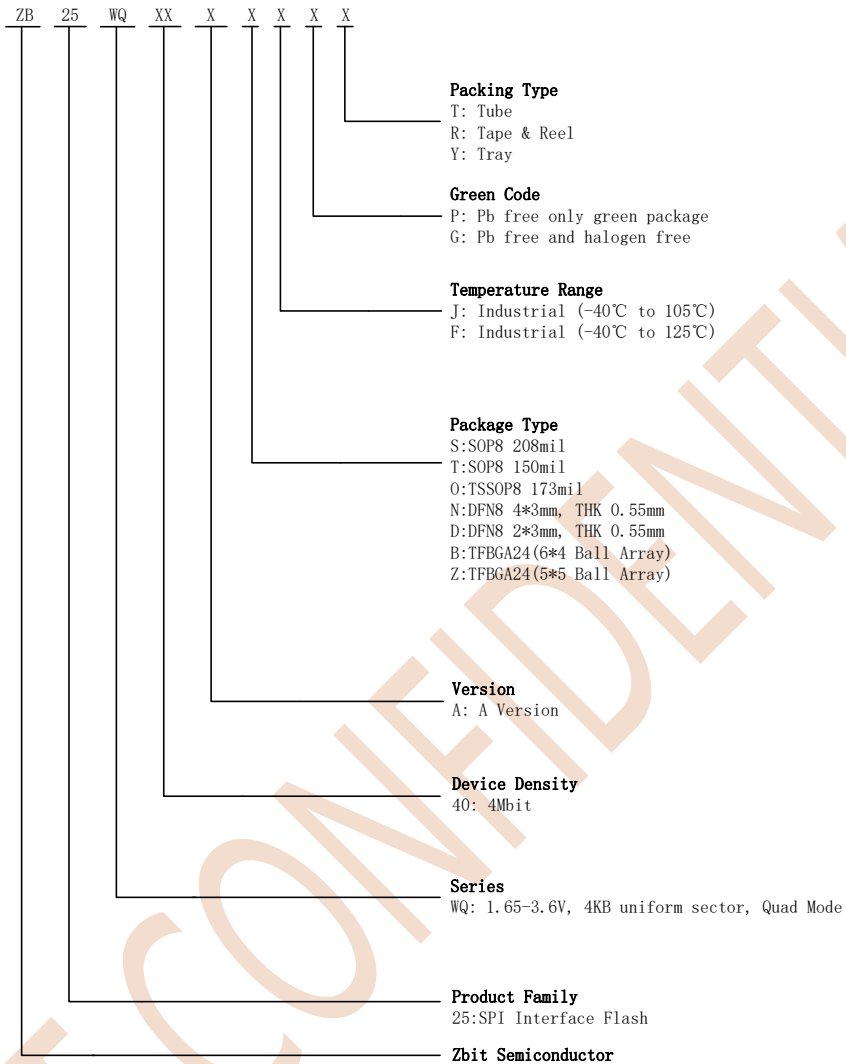 ZB 25 WQ XX X X X X X
Packing Type
T: Tube
R: Tape & Reel
Y: Tray
Green Code
P: Pb free only green package
G: Pb free and halogen free
Temperature Range
J: Industrial (-40℃ to 105℃)
F: Industrial (-40℃ to 125℃)
Package Type
S:SOP8 208mil
T:SOP8 150mil
O:TSSOP8 173mil
N:DFN8 4*3mm, THK 0.55mm
D:DFN8 2*3mm, THK 0.55mm
B:TFBGA24(6*4 Ball Array)
Z:TFBGA24(5*5 Ball Array)
Version
A: A Version
Device Density
40: 4Mbit
Series
WQ: 1.65-3.6V, 4KB uniform sector, Quad Mode
Product Family
25:SPI Interface Flash
Zbit Semiconductor